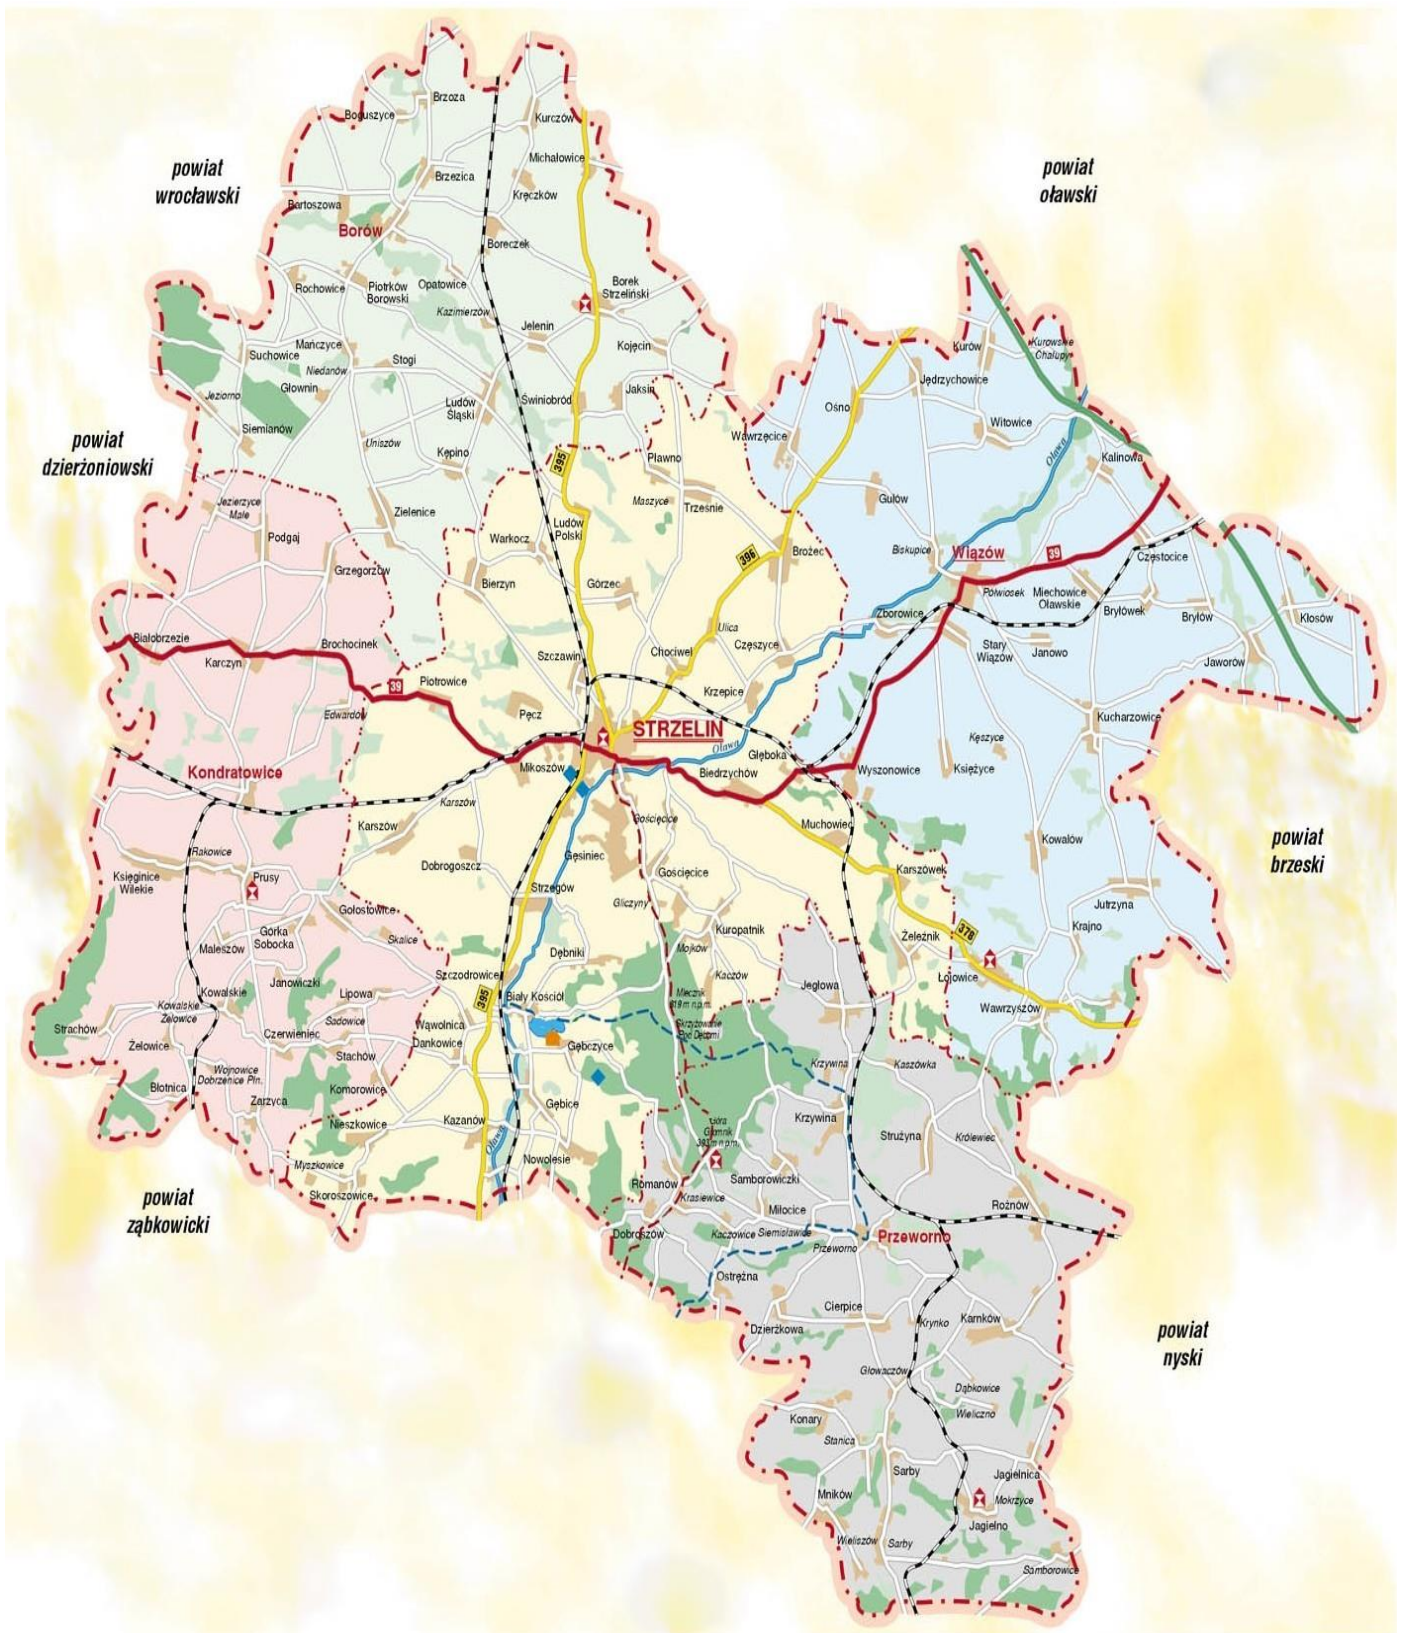 Brzoza
Boguszyce
Kurczów
powiat
wrocławski
powiat
oławski
Michałowice
Brzezica
Kręczków
Bartoszowa
Borów
Boreczek
Rochowice
Piotrków
Borowski
Opatowice
Borek
Strzeliński
Kazimierzów
Jelenin
Kojęcin
Mańczyce
Suchowice
Niedanów
Stogi
Kurów
Kurowskie
Chałupy
Jeziorno
Głownin
Ludów
Śląski
Świniobród
Jaksin
Jędrzychowice
Ośno
Siemianów
Uniszów
Kępino
Wawrzęcice
Witowice
powiat
dzierżoniowski
395
Pławno
Oława
Kalinowa
Jezierzyce
Małe
Zielenice
Maszyce
Trześnie
Gułów
Podgaj
Ludów
Polski
Warkocz
Brożec
396
Biskupice
Wiązów
39
Częstocice
Grzegorzów
Bierzyn
Górzec
Półwiosek
Miechowice
Oławskie
Bryłówek
Bryłów
Kłosów
Zborowice
Białobrzezie
Brochocinek
Ulica
Częszyce
Chociwel
Stary
Wiązów
Janowo
Karczyn
Szczawin
Jaworów
39
Piotrowice
Krzepice
Edwardów
Pęcz
STRZELIN
Kucharzowice
Oława
Głęboka
Kęszyce
Kondratowice
Mikoszów
Biedrzychów
Wyszonowice
Księżyce
Karszów
Karszów
Gościęcice
Muchowiec
Kowalów
powiat
brzeski
Rakowice
Dobrogoszcz
Gęsiniec
Gościęcice
Karszówek
Księginice
Wilekie
Prusy
Strzegów
Gliczyny
Jutrzyna
Gołostowice
Kuropatnik
Krajno
378
Górka
Sobocka
Maleszów
Skalice
Dębniki
Mojków
Żeleźnik
Kaczów
Łojowice
Janowiczki
Szczodrowice
Jegłowa
Kowalskie
Lipowa
395
Biały Kościół
Mlecznik
Wawrzyszów
Kowalskie
Żelowice
Strachów
Czerwieniec
Sadowice
Wąwolnica
Skrzyżowanie
Pod Dębami
Dankowice
Gębczyce
Żelowice
Stachów
Krzywina
Kaszówka
Wojnowice
Dobrzenice Płn.
Błotnica
Komorowice
Zarzyca
Gębice
Krzywina
Nieszkowice
Kazanów
Góra
Strużyna
Królewiec
Oława
Nowolesie
Myszkowice
Skoroszowice
Romanów
Samborowiczki
Krasiewice
powiat
ząbkowicki
Miłocice
Rożnów
Dobroszów
Kaczowice
Siemisławice
Przeworno
Przeworno
Ostrężna
Cierpice
Krynko
Karnków
Dzierżkowa
powiat
nyski
Głowaczów
Dąbkowice
Wieliczno
Konary
Stanica
Sarby
Jagielnica
Mników
Mokrzyce
Jagielno
Wieliszów
Sarby
Samborowice